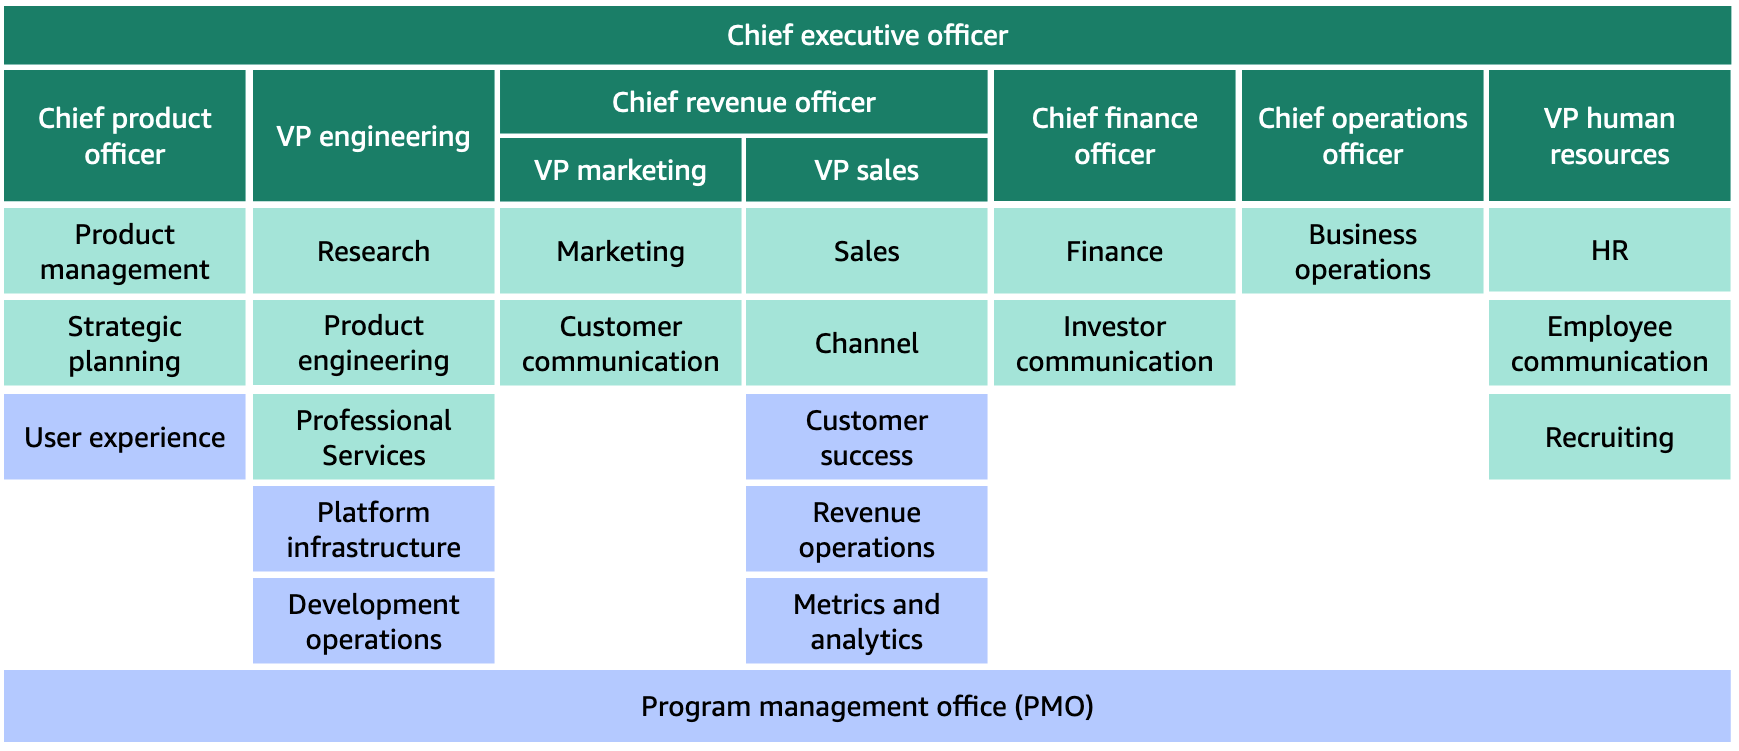 Chief executive officer
Chief product
officer
VP engineering
Chief revenue officer
VP marketing
VP sales
Chief finance
officer
Chief operations
officer
VP human
resources
Product
management
Research
Marketing
Sales
Finance
Business
operations
HR
Strategic
planning
Product
engineering
Customer
communication
Channel
Investor
communication
Employee
communication
User experience
Professional
Services
Customer
success
Recruiting
Platform
infrastructure
Revenue
operations
Development
operations
Metrics and
analytics
Program management office (PMO)